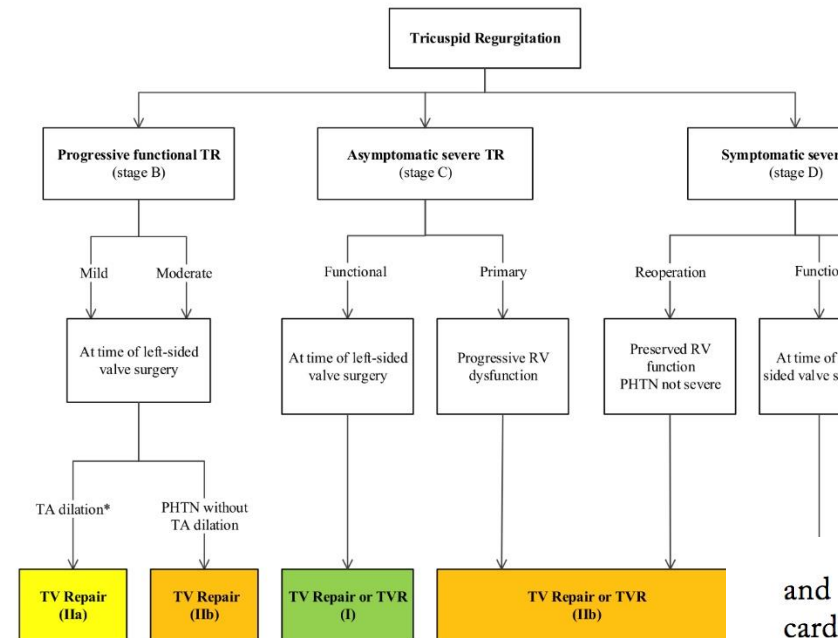 Tricuspid Regurgitation
Progressive functional TR
(stage B)
Asymptomatic severe TR
(stage C)
Symptomatic sever
(stage D)
Mild
Moderate
Functional
Primary
Reoperation
Functio
At time of left-sided
valve surgery
At time of left-sided
valve surgery
Progressive RV
dysfunction
Preserved RV
function
PHTN not severe
At time of
sided valve s
TA dilation*
PHTN without
TA dilation
TV Repair
(IIa)
TV Repair
(IIb)
TV Repair or TVR
(I)
TV Repair or TVR
(IIb)
and
card